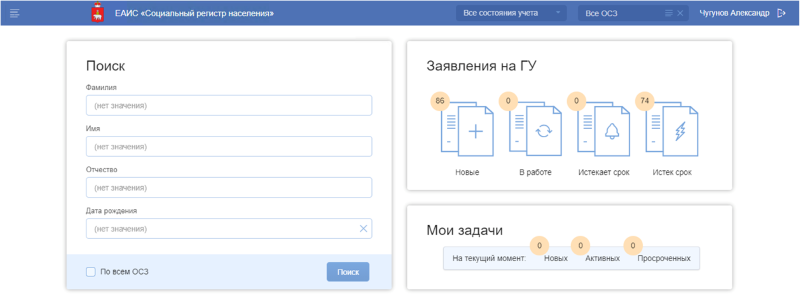 ЕАИС «Социальный регистр населения»
Все состояния учета
Все ОСЗ
Чугунов Александр
Поиск
Фамилия
(нет значения)
Имя
(нет значения)
Отчество
(нет значения)
Дата рождения
(нет значения)
По всем ОСЗ
Поиск
Заявления на ГУ
86
0
0
74
Новые
В работе
Истекает срок
Истек срок
Мои задачи
0
0
0
На текущий момент: Новых Активных Просроченных